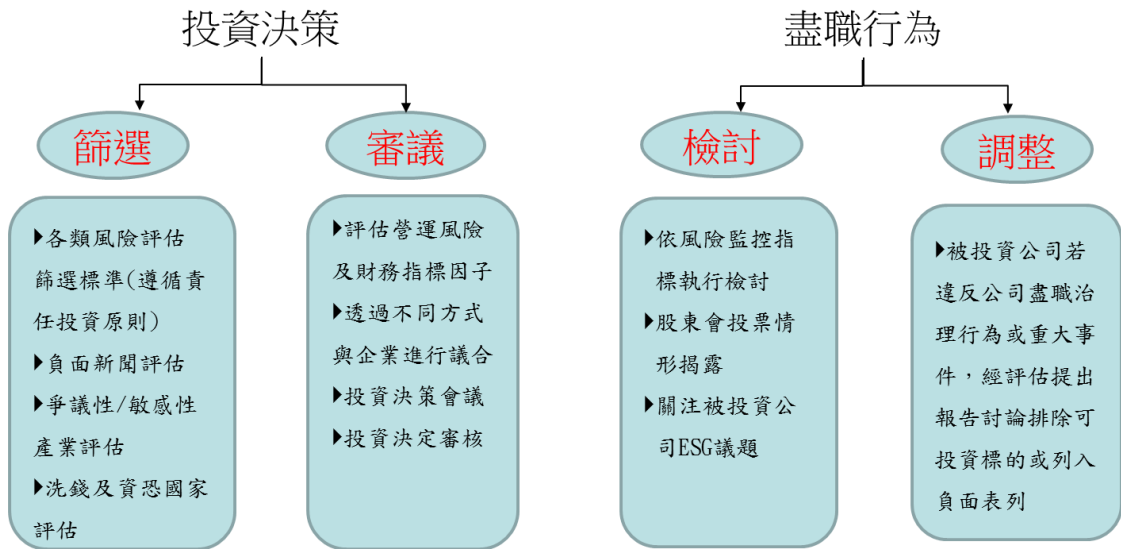 投資決策
盡職行為
篩選
審議
檢討
調整
▶各類風險評估
篩選標準(遵循責
任投資原則)
▶負面新聞評估
▶爭議性/敏感性
產業評估
▶洗錢及資恐國家
評估
▶評估營運風險
及財務指標因子
▶透過不同方式
與企業進行議合
▶投資決策會議
▶投資決定審核
▶依風險監控指
標執行檢討
▶股東會投票情
形揭露
▶關注被投資公
司ESG議題
▶被投資公司若
違反公司盡職治
理行為或重大事
件，經評估提出
報告討論排除可
投資標的或列入
負面表列